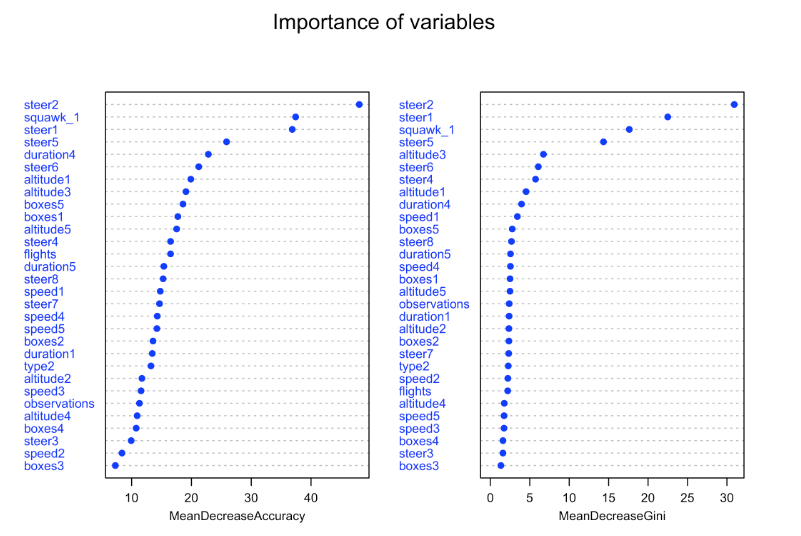 Importance of variables
steer2
squawk_1
steer1
steer5
duration4
steer6
altitude1
altitude3
boxes5
boxes1
altitude5
steer4
flights
duration5
steer8
speed1
steer7
speed4
speed5
boxes2
duration1
type2
altitude2
speed3
observations
altitude4
boxes4
steer3
speed2
boxes3
10 20 30 40
MeanDecreaseAccuracy
steer2
steer1
squawk_1
steer5
altitude3
steer6
steer4
altitude1
duration4
speed1
boxes5
steer8
duration5
speed4
boxes1
altitude5
observations
duration1
altitude2
boxes2
steer7
type2
speed2
flights
altitude4
speed5
speed3
boxes4
steer3
boxes3
0 5 10 15 20 25 30
MeanDecreaseGini